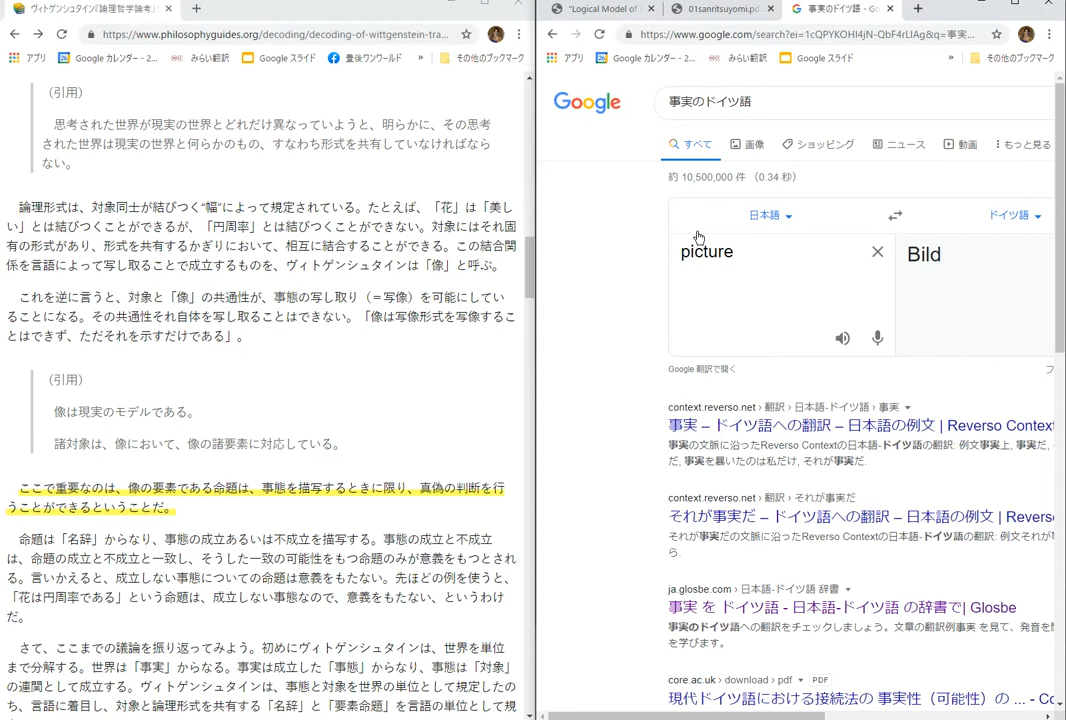 ヴィトゲンシュタイン『論理哲学論考』
https://www.philosophyguides.org/decoding/decoding-of-wittgenstein-tra...
アプリ
Google カレンダー - 2...
みらい翻訳
Google スライド
豊後ワンワールド
»
その他のブックマーク
（引用）
思考された世界が現実の世界とどれだけ異なっていようと、明らかに、その思考
された世界は現実の世界と何らかのもの、すなわち形式を共有していなければなら
ない。
論理形式は、対象同士が結びつく“幅”によって規定されている。たとえば、「花」は「美し
い」とは結びつくことができるが、「円周率」とは結びつくことができない。対象にはそれ固
有の形式があり、形式を共有するかぎりにおいて、相互に結合することができる。この結合関
係を言語によって写し取ることで成立するものを、ヴィトゲンシュタインは「像」と呼ぶ。
これを逆に言うと、対象と「像」の共通性が、事態の写し取り（＝写像）を可能にしてい
ることになる。その共通性それ自体を写し取ることはできない。「像は写像形式を写像するこ
とはできず、ただそれを示すだけである」。
（引用）
像は現実のモデルである。
諸対象は、像において、像の諸要素に対応している。
ここで重要なのは、像の要素である命題は、事態を描写するときに限り、真偽の判断を行
うことができるということだ。
命題は「名辞」からなり、事態の成立あるいは不成立を描写する。事態の成立と不成立
は、命題の成立と不成立と一致し、そうした一致の可能性をもつ命題のみが意義をもつとされ
る。言いかえると、成立しない事態についての命題は意義をもたない。先ほどの例を使うと、
「花は円周率である」という命題は、成立しない事態なので、意義をもたない、というわけ
だ。
さて、ここまでの議論を振り返ってみよう。初めにヴィトゲンシュタインは、世界を単位
まで分解する。世界は「事実」からなる。事実は成立した「事態」からなり、事態は「対象」
の連関として成立する。ヴィトゲンシュタインは、事態と対象を世界の単位として規定したの
ち、言語に着目し、対象と論理形式を共有する「名辞」と「要素命題」を言語の単位として規
"Logical Model of
01sanritsuyomi.pd
事実のドイツ語 - Go
https://www.google.com/search?ei=1cQPYKOHI4jN-QbF4rLIAg&q=事実...
アプリ
Google カレンダー - 2...
みらい翻訳
Google スライド
»
その他のブックマーク
Google
事実のドイツ語
すべて
画像
ショッピング
ニュース
動画
もっと見る
約 10,500,000 件 （0.34 秒）
日本語
ドイツ語
picture
Bild
Google 翻訳で開く
フ
context.reverso.net › 翻訳 › 日本語-ドイツ語 › 事実
事実 – ドイツ語への翻訳 – 日本語の例文 | Reverso Context
事実の文脈に沿ったReverso Contextの日本語-ドイツ語の翻訳: 例文事実上, 事実だ,
だ, 事実を暴いたのは私だけ, それが事実だ.
context.reverso.net › 翻訳 › それが事実だ
それが事実だ – ドイツ語への翻訳 – 日本語の例文 | Revers
それが事実だの文脈に沿ったReverso Contextの日本語-ドイツ語の翻訳: 例文それが事
ら.
ja.glosbe.com › 日本語-ドイツ語 辞書
事実 を ドイツ語 - 日本語-ドイツ語 の辞書で| Glosbe
事実のドイツ語への翻訳をチェックしましょう。文章の翻訳例事実 を見て、発音を
を学びます。
core.ac.uk › download › pdf
PDF
現代ドイツ語における接続法の 事実性（可能性）の ... - Co